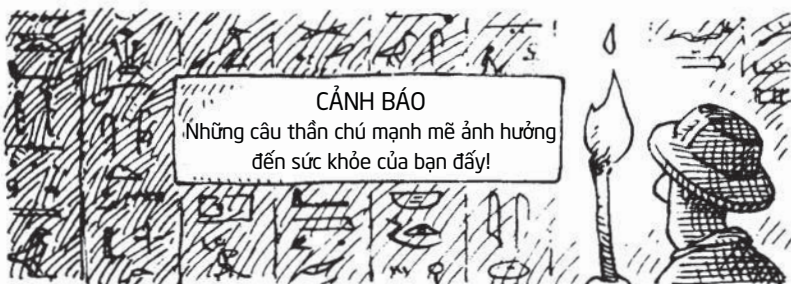 CẢNH BÁO
Những câu thần chú mạnh mẽ ảnh hưởng
đến sức khỏe của bạn đấy!